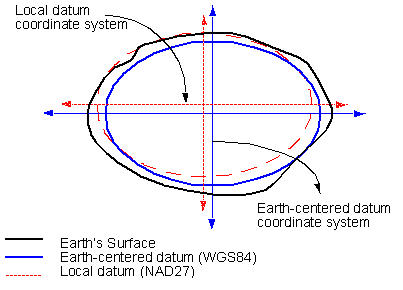 Local datum
coordinate system
Earth-centered datum
coordinate system
Earth's Surface
Earth-centered datum (WGS84)
Local datum (NAD27)